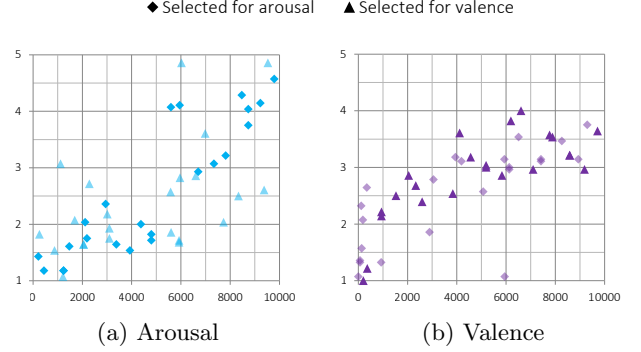 Selected for arousal Selected for valence
5 5
4 4
3 3
2 2
1 1
0 2000 4000 6000 8000 10000 0 2000 4000 6000 8000 10000
(a) Arousal (b) Valence